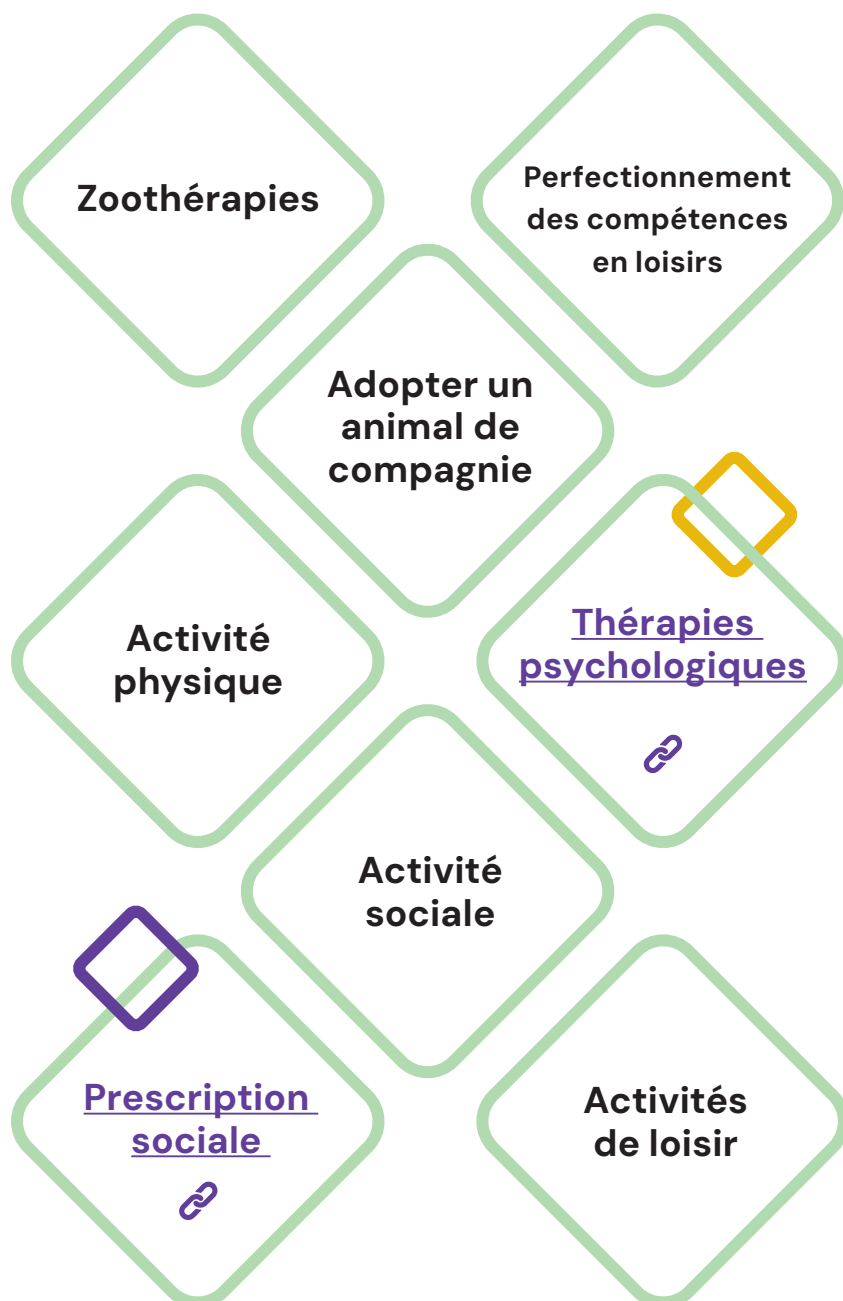 Zoothérapies
Perfectionnement
des compétences
en loisirs
Adopter un
animal de
compagnie
Activité
physique
Thérapies
psychologiques
Activité
sociale
Prescription
sociale
Activités
de loisir